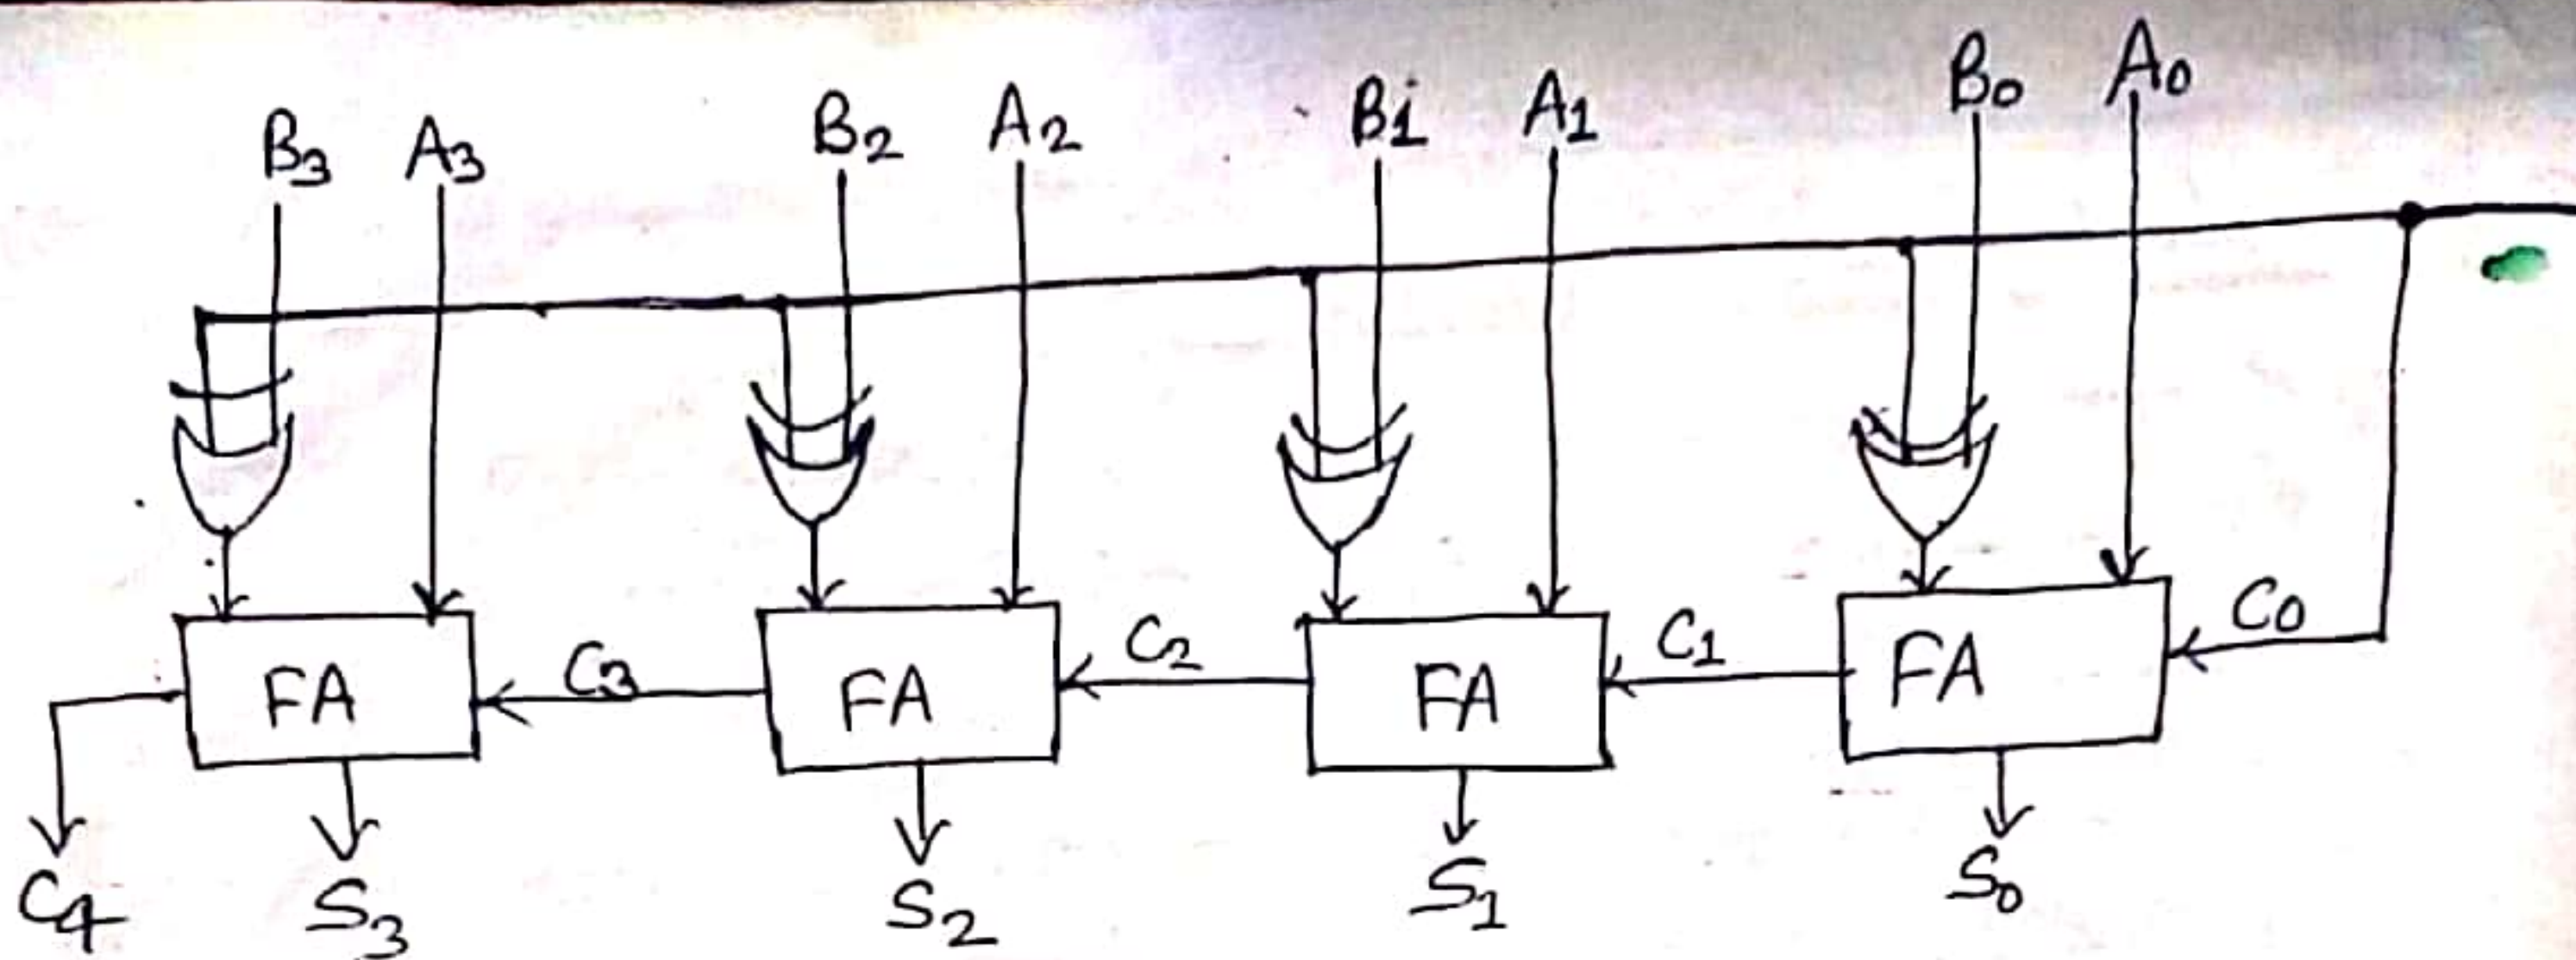 B3 A3 B2 A2 B1 A1 B0 A0
FA C3 FA C2 FA C1 FA C0
C4 S3 S2 S1 S0